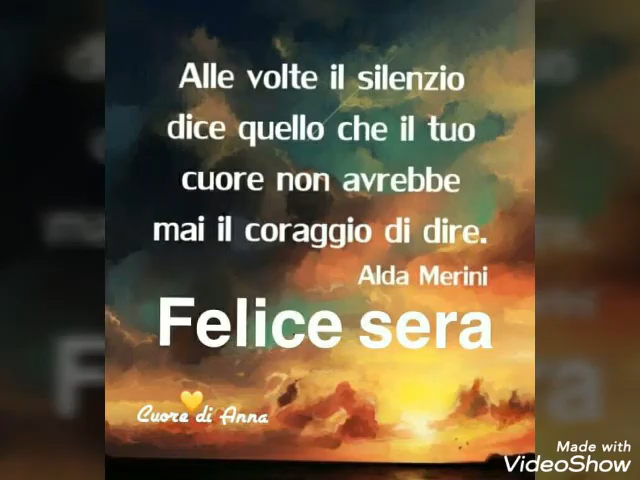 Alle volte il silenzio
dice quello che il tuo
cuore non avrebbe
mai il coraggio di dire.
Alda Merini
Felice sera
Cuore di Anna
Made with
VideoShow